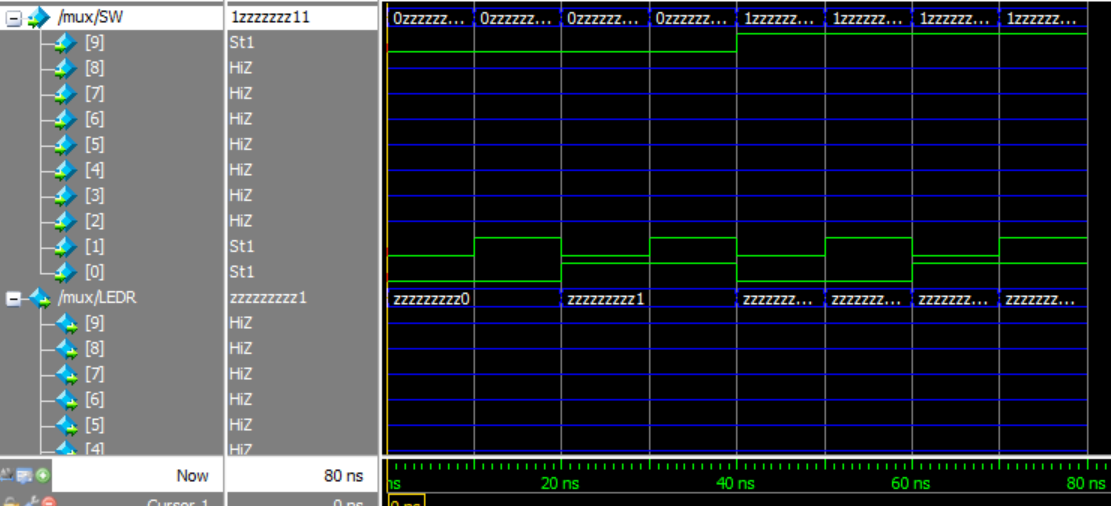 /mux/SW 1zzzzzzz11 0zzzzzz... 0zzzzzz... 0zzzzzz... 0zzzzzz... 1zzzzzz... 1zzzzzz... 1zzzzzz... 1zzzzzz...
[9] St1
[8] HiZ
[7] HiZ
[6] HiZ
[5] HiZ
[4] HiZ
[3] HiZ
[2] HiZ
[1] St1
[0] St1
/mux/LEDR zzzzzzzzz1 zzzzzzzzz0 zzzzzzzzz1 zzzzzzz... zzzzzzz... zzzzzzz... zzzzzzz...
[9] HiZ
[8] HiZ
[7] HiZ
[6] HiZ
[5] HiZ
[4] HiZ
Now 80 ns ns 20 ns 40 ns 60 ns 80 ns
Cursor 1 0 ns 0 ns